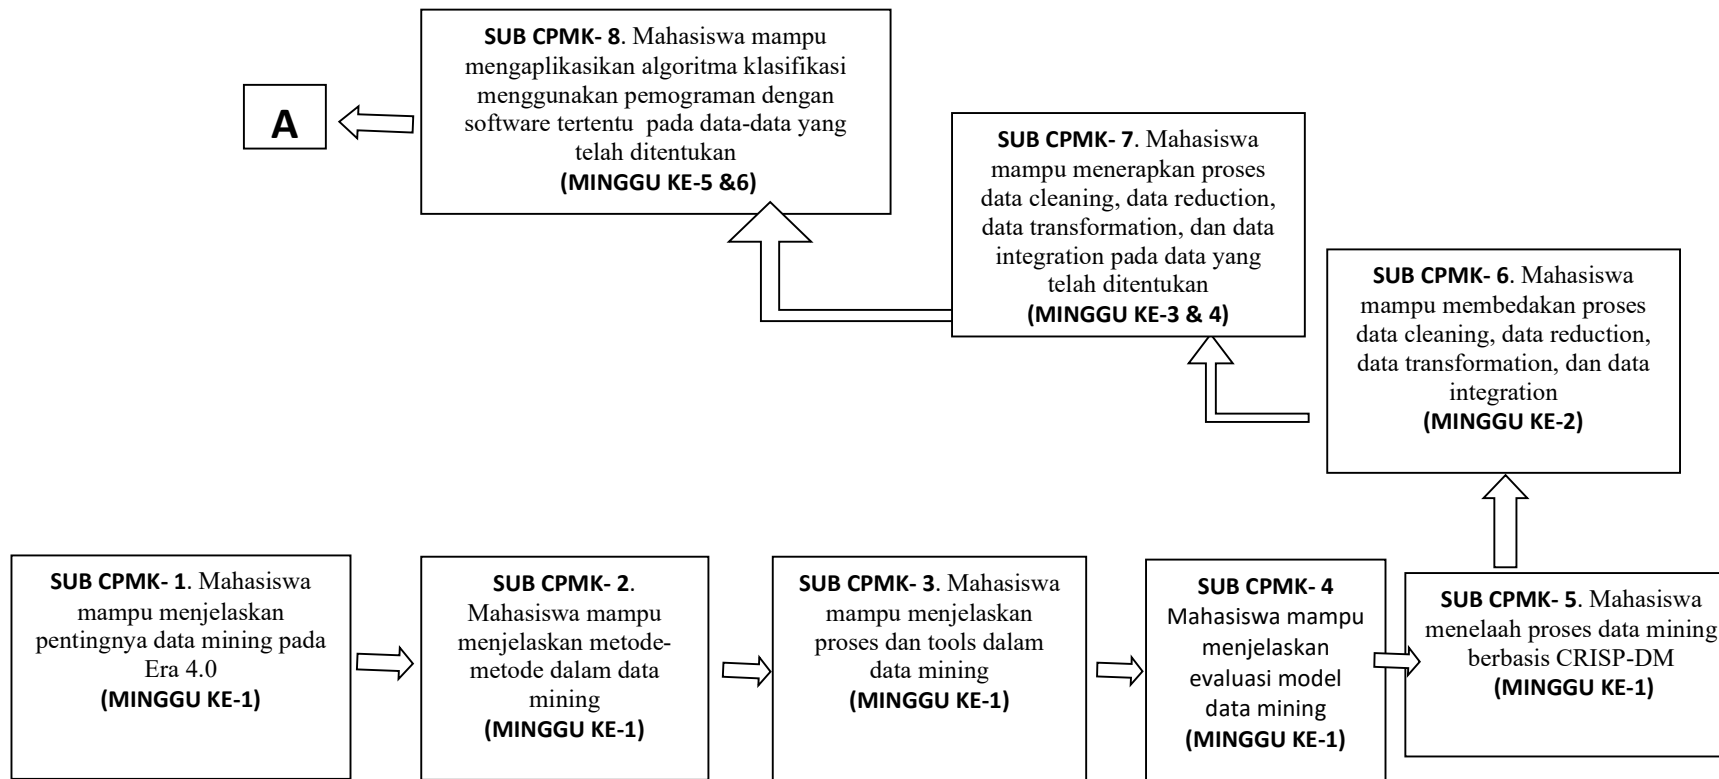 SUB CPMK- 8. Mahasiswa mampu
mengaplikasikan algoritma klasifikasi
menggunakan pemograman dengan
software tertentu pada data-data yang
telah ditentukan
(MINGGU KE-5 &6)
A
SUB CPMK- 7. Mahasiswa
mampu menerapkan proses
data cleaning, data reduction,
data transformation, dan data
integration pada data yang
telah ditentukan
(MINGGU KE-3 & 4)
SUB CPMK- 6. Mahasiswa
mampu membedakan proses
data cleaning, data reduction,
data transformation, dan data
integration
(MINGGU KE-2)
SUB CPMK- 1. Mahasiswa
mampu menjelaskan
pentingnya data mining pada
Era 4.0
(MINGGU KE-1)
SUB CPMK- 2.
Mahasiswa mampu
menjelaskan metode-
metode dalam data
mining
(MINGGU KE-1)
SUB CPMK- 3. Mahasiswa
mampu menjelaskan
proses dan tools dalam
data mining
(MINGGU KE-1)
SUB CPMK- 4
Mahasiswa mampu
menjelaskan
evaluasi model
data mining
(MINGGU KE-1)
SUB CPMK- 5. Mahasiswa
menelaah proses data mining
berbasis CRISP-DM
(MINGGU KE-1)